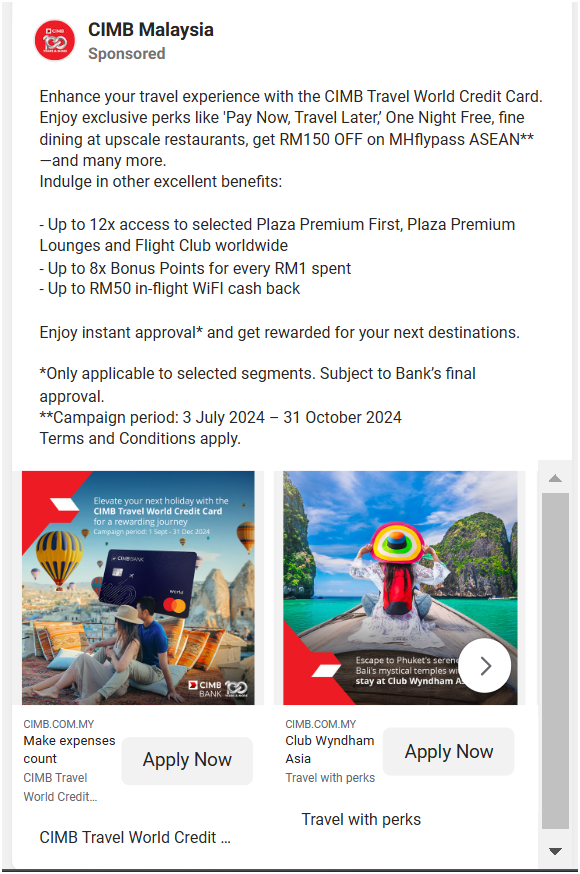 CIMB Malaysia
Sponsored
Enhance your travel experience with the CIMB Travel World Credit Card.
Enjoy exclusive perks like 'Pay Now, Travel Later,' One Night Free, fine
dining at upscale restaurants, get RM150 OFF on MHflypass ASEAN**
—and many more.
Indulge in other excellent benefits:
- Up to 12x access to selected Plaza Premium First, Plaza Premium
Lounges and Flight Club worldwide
- Up to 8x Bonus Points for every RM1 spent
- Up to RM50 in-flight WiFI cash back
Enjoy instant approval* and get rewarded for your next destinations.
*Only applicable to selected segments. Subject to Bank's final
approval.
**Campaign period: 3 July 2024 – 31 October 2024
Terms and Conditions apply.
Elevate your next holiday with the
CIMB Travel World Credit Card
for a rewarding journey
Campaign period: 1 Sept - 31 Dec 2024
CIMBBANK
world
mastercard
CIMB
BANK
100
Escape to Phuket's seren
Bali's mystical temples wi
stay at Club Wyndham A
CIMB.COM.MY
Make expenses
count
CIMB Travel
World Credit...
Apply Now
CIMB Travel World Credit ...
CIMB.COM.MY
Club Wyndham
Asia
Travel with perks
Apply Now
Travel with perks